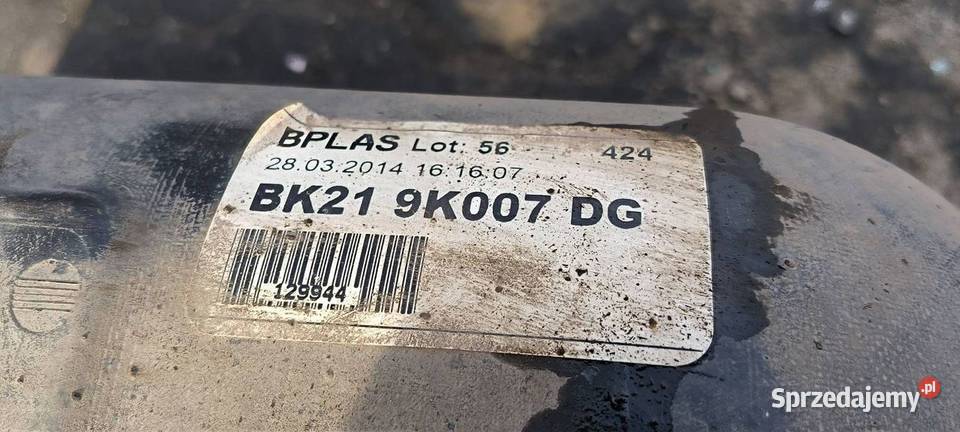 BPLAS Lot: 56 424
28.03.2014 16:16:07
BK21 9K007 DG
129944
Sprzedajemy.pl